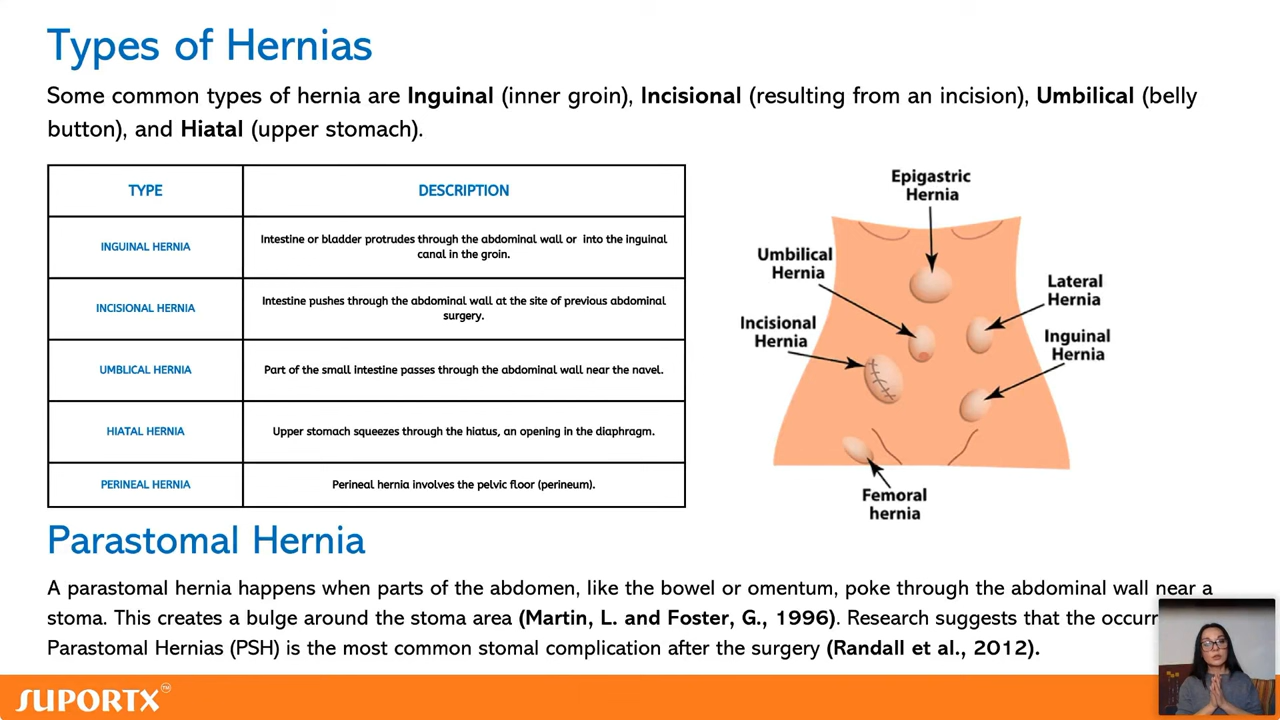 Types of Hernias
Some common types of hernia are Inguinal (inner groin), Incisional (resulting from an incision), Umbilical (belly
button), and Hiatal (upper stomach).
TYPE
DESCRIPTION
INGUINAL HERNIA
Intestine or bladder protrudes through the abdominal wall or into the inguinal
canal in the groin.
INCISIONAL HERNIA
Intestine pushes through the abdominal wall at the site of previous abdominal
surgery.
UMBLICAL HERNIA
Part of the small intestine passes through the abdominal wall near the navel.
HIATAL HERNIA
Upper stomach squeezes through the hiatus, an opening in the diaphragm.
PERINEAL HERNIA
Perineal hernia involves the pelvic floor (perineum).
Epigastric
Hernia
Umbilical
Hernia
Lateral
Hernia
Incisional
Hernia
Inguinal
Hernia
Femoral
hernia
Parastomal Hernia
A parastomal hernia happens when parts of the abdomen, like the bowel or omentum, poke through the abdominal wall near a
stoma. This creates a bulge around the stoma area (Martin, L. and Foster, G., 1996). Research suggests that the
Parastomal Hernias (PSH) is the most common stomal complication after the surgery (Randall et al., 2012).
SUPORTX™